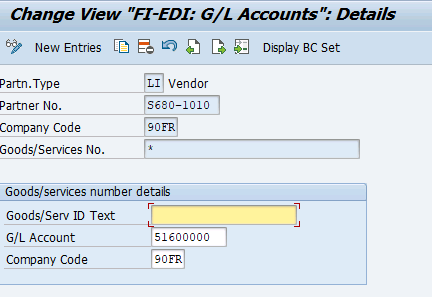 Change View "FI-EDI: G/L Accounts": Details
New Entries Display BC Set
Partn.Type LI Vendor
Partner No. S680-1010
Company Code 90FR
Goods/Services No. *
Goods/services number details
Goods/Serv ID Text
G/L Account 51600000
Company Code 90FR